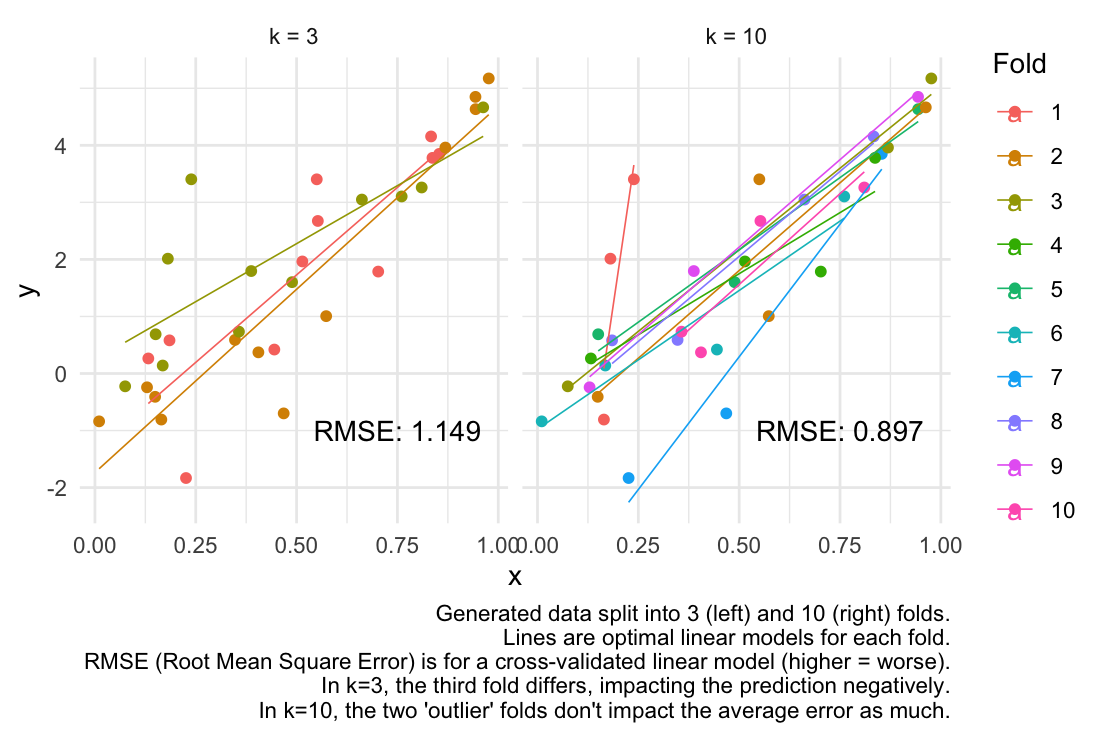 k = 3
k = 10
Fold
1
2
3
4
5
6
7
8
9
10
a
a
a
a
a
a
a
a
a
a
y
4
2
0
-2
RMSE: 1.149
RMSE: 0.897
0.00
0.25
0.50
0.75
1.00
0.00
0.25
0.50
0.75
1.00
x
Generated data split into 3 (left) and 10 (right) folds.
Lines are optimal linear models for each fold.
RMSE (Root Mean Square Error) is for a cross-validated linear model (higher = worse).
In k=3, the third fold differs, impacting the prediction negatively.
In k=10, the two 'outlier' folds don't impact the average error as much.